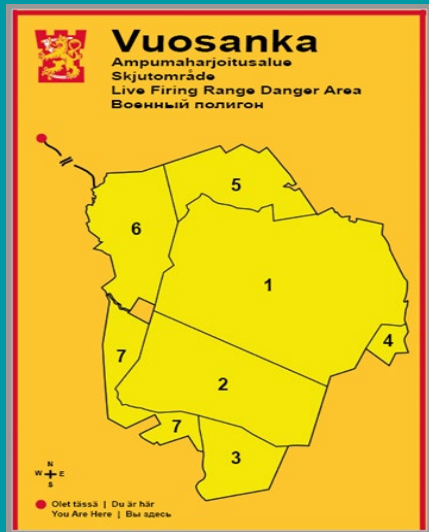 Vuosanka
Ampumaharjoitusalue
Skjutområde
Live Firing Range Danger Area
Военный полигон
5
6
1
4
7
2
7
3
N
W E
S
Olet tässä | Du är här
You Are Here | Вы здесь